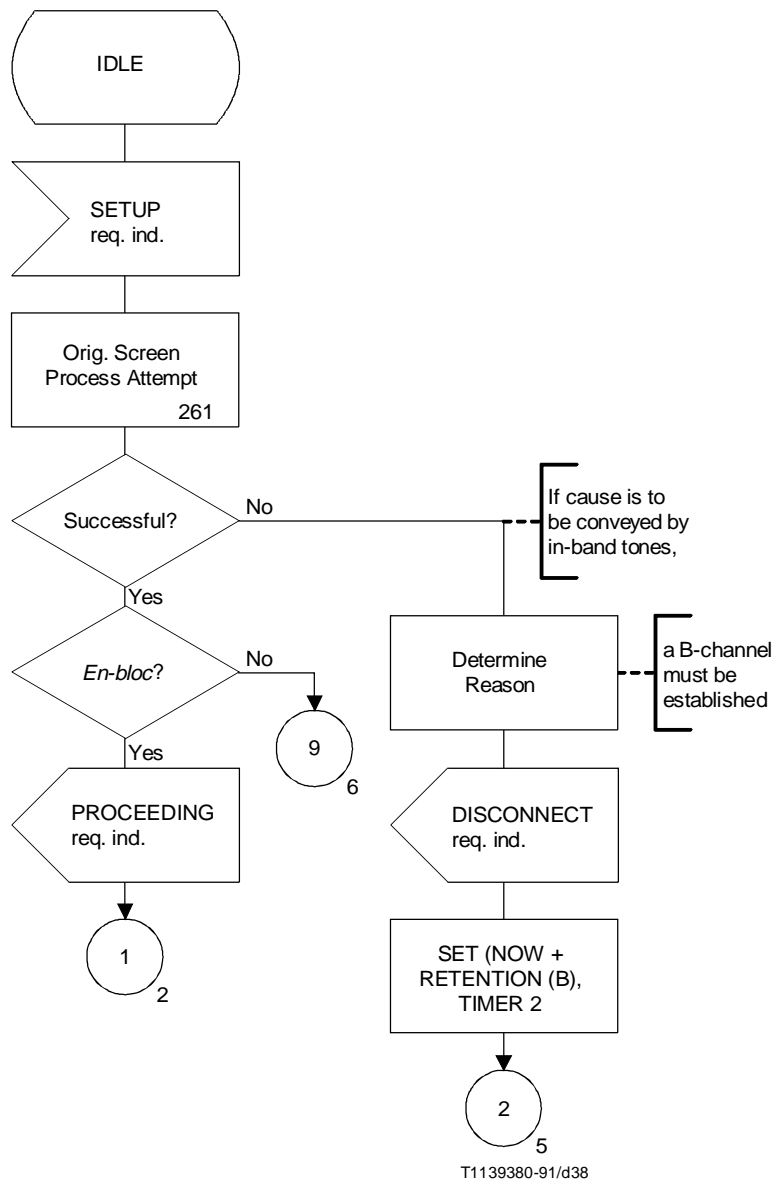 IDLE
SETUP
req. ind.
Orig. Screen
Process Attempt
261
Successful?
No
Yes
If cause is to
be conveyed by
in-band tones,
En-bloc?
No
Yes
9
6
Determine
Reason
a B-channel
must be
established
PROCEEDING
req. ind.
1
2
DISCONNECT
req. ind.
SET (NOW +
RETENTION (B),
TIMER 2
2
5
T1139380-91/d38